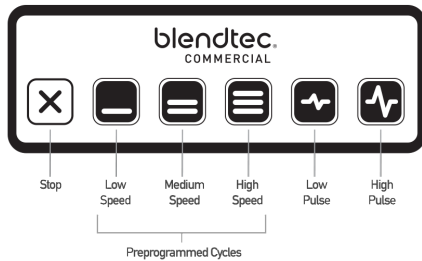 blendtec.
COMMERCIAL
Stop
Low
Speed
Medium
Speed
High
Speed
Low
Pulse
High
Pulse
Preprogrammed Cycles